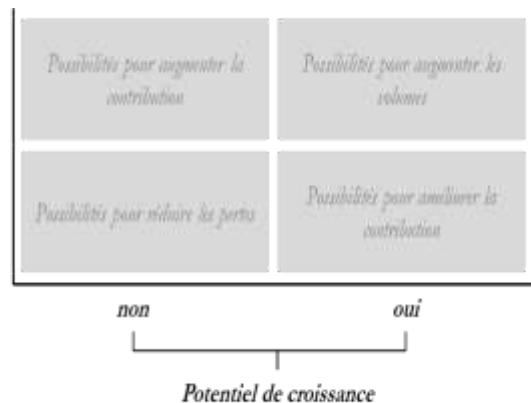 Possibilités pour augmenter la
contribution
Possibilités pour augmenter les
volumes
Possibilités pour réduire les pertes
Possibilités pour améliorer la
contribution
non
oui
Potentiel de croissance